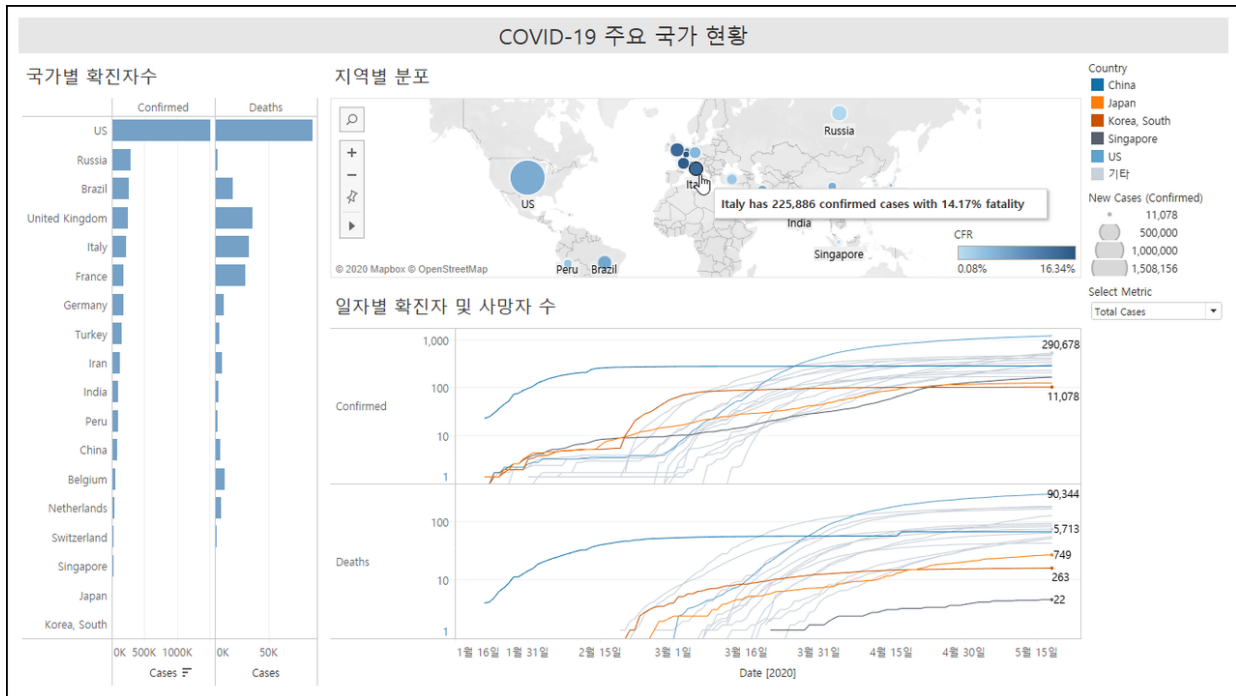 COVID-19 주요 국가 현황
국가별 확진자수
Confirmed Deaths
US
Russia
Brazil
United Kingdom
Italy
France
Germany
Turkey
Iran
India
Peru
China
Belgium
Netherlands
Switzerland
Singapore
Japan
Korea, South
0K 500K 1000K 0K 50K
Cases Cases
지역별 분포
Russia
US
Italy has 225,886 confirmed cases with 14.17% fatality
India
Singapore
Peru Brazil
© 2020 Mapbox © OpenStreetMap
CFR
0.08% 16.34%
일자별 확진자 및 사망자 수
Confirmed
1,000
100
10
1
290,678
11,078
Deaths
100
10
1
90,344
5,713
749
263
22
1월 16일 1월 31일 2월 15일 3월 1일 3월 16일 3월 31일 4월 15일 4월 30일 5월 15일
Date [2020]
Country
China
Japan
Korea, South
Singapore
US
기타
New Cases (Confirmed)
11,078
500,000
1,000,000
1,508,156
Select Metric
Total Cases